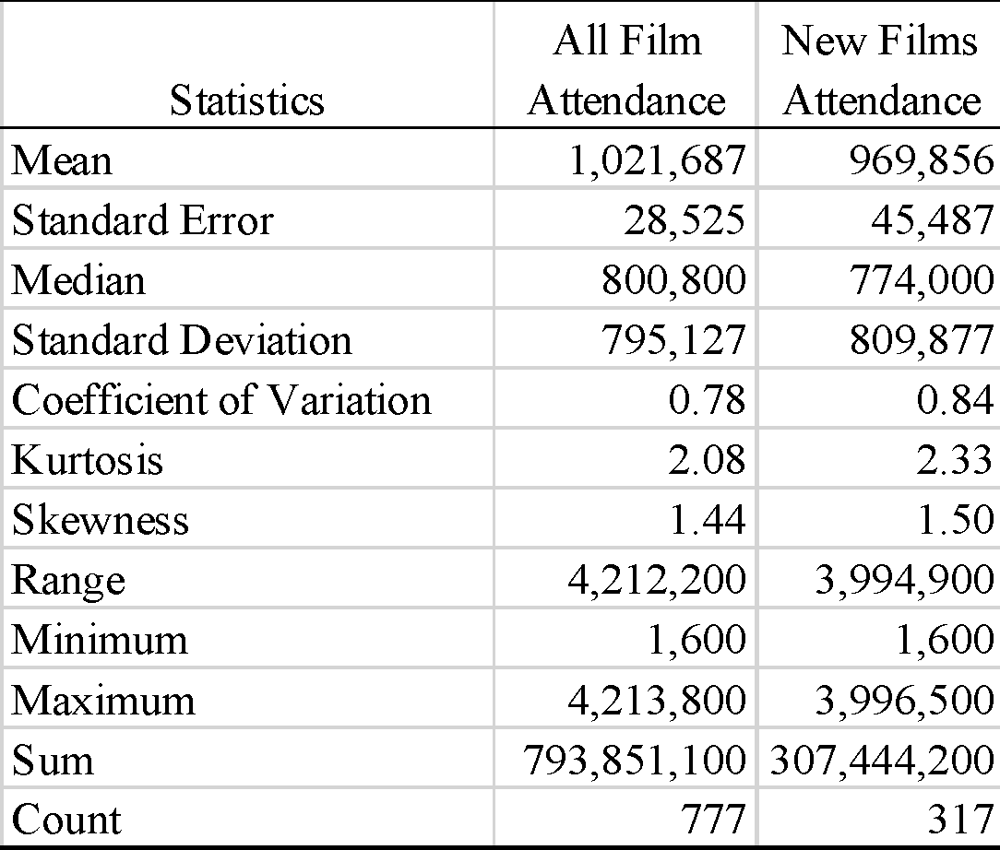 Statistics All Film Attendance New Films Attendance
Mean 1,021,687 969,856
Standard Error 28,525 45,487
Median 800,800 774,000
Standard Deviation 795,127 809,877
Coefficient of Variation 0.78 0.84
Kurtosis 2.08 2.33
Skewness 1.44 1.50
Range 4,212,200 3,994,900
Minimum 1,600 1,600
Maximum 4,213,800 3,996,500
Sum 793,851,100 307,444,200
Count 777 317